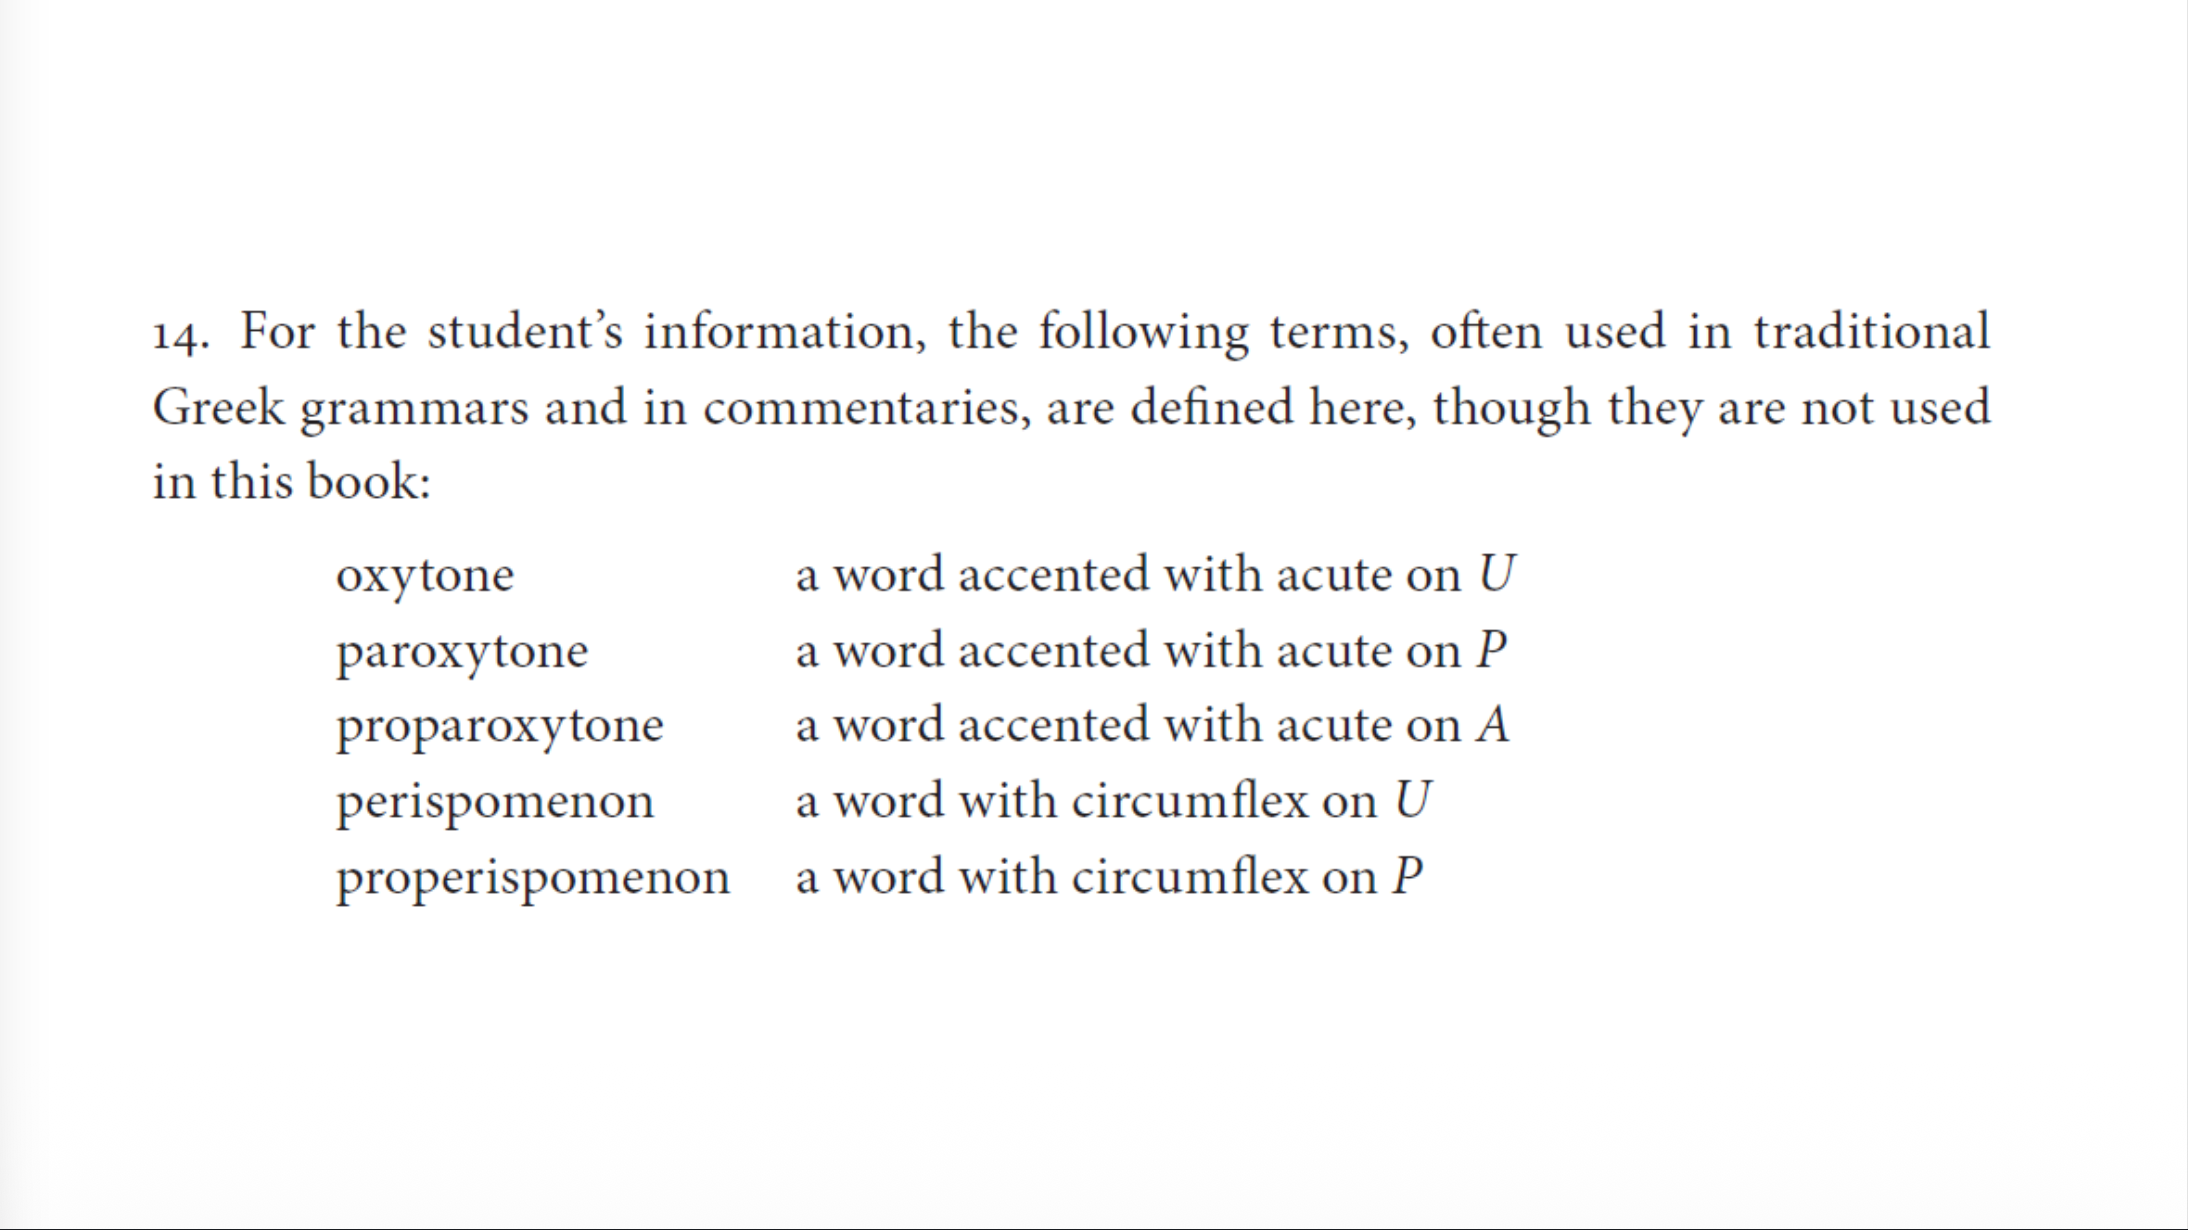 14. For the student’s information, the following terms, often used in traditional
Greek grammars and in commentaries, are defined here, though they are not used
in this book:
oxytone a word accented with acute on U
paroxytone a word accented with acute on P
proparoxytone a word accented with acute on A
perispomenon a word with circumflex on U
properispomenon a word with circumflex on P